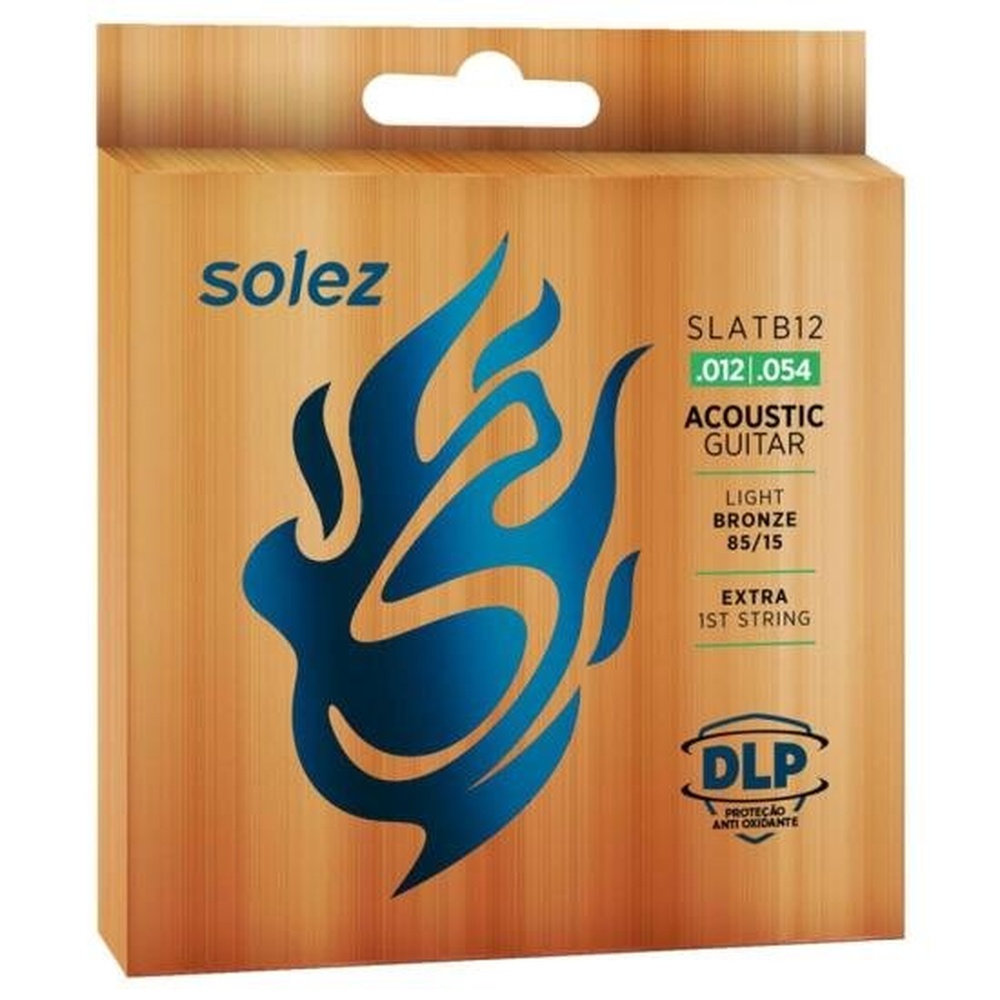 solez
SLATB12
.012|.054
ACOUSTIC
GUITAR
LIGHT
BRONZE
85/15
EXTRA
1ST STRING
DLP
PROTEÇÃO
ANTI OXIDANTE